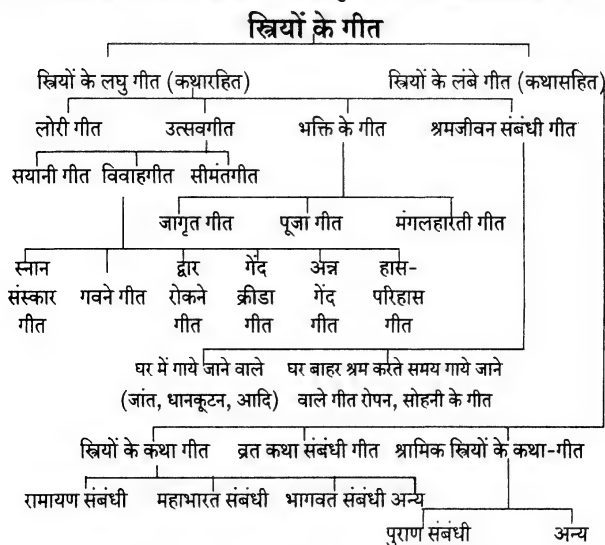 स्त्रियों के गीत
स्त्रियों के लघु गीत (कथारहित) स्त्रियों के लंबे गीत (कथासहित)
लोरी गीत उत्सवगीत भक्ति के गीत श्रमजीवन संबंधी गीत
सयानी गीत विवाहगीत सीमंतगीत
जागृत गीत पूजा गीत मंगलहारती गीत
स्नान द्वार गेंद अन्न हास-
संस्कार गवने गीत रोकने क्रीडा गेंद परिहास
गीत गीत गीत गीत गीत
घर में गाये जाने वाले घर बाहर श्रम करते समय गाये जाने
(जांत, धानकूटन, आदि) वाले गीत रोपन, सोहनी के गीत
स्त्रियों के कथा गीत व्रत कथा संबंधी गीत श्रामिक स्त्रियों के कथा-गीत
रामायण संबंधी महाभारत संबंधी भागवत संबंधी अन्य
पुराण संबंधी अन्य